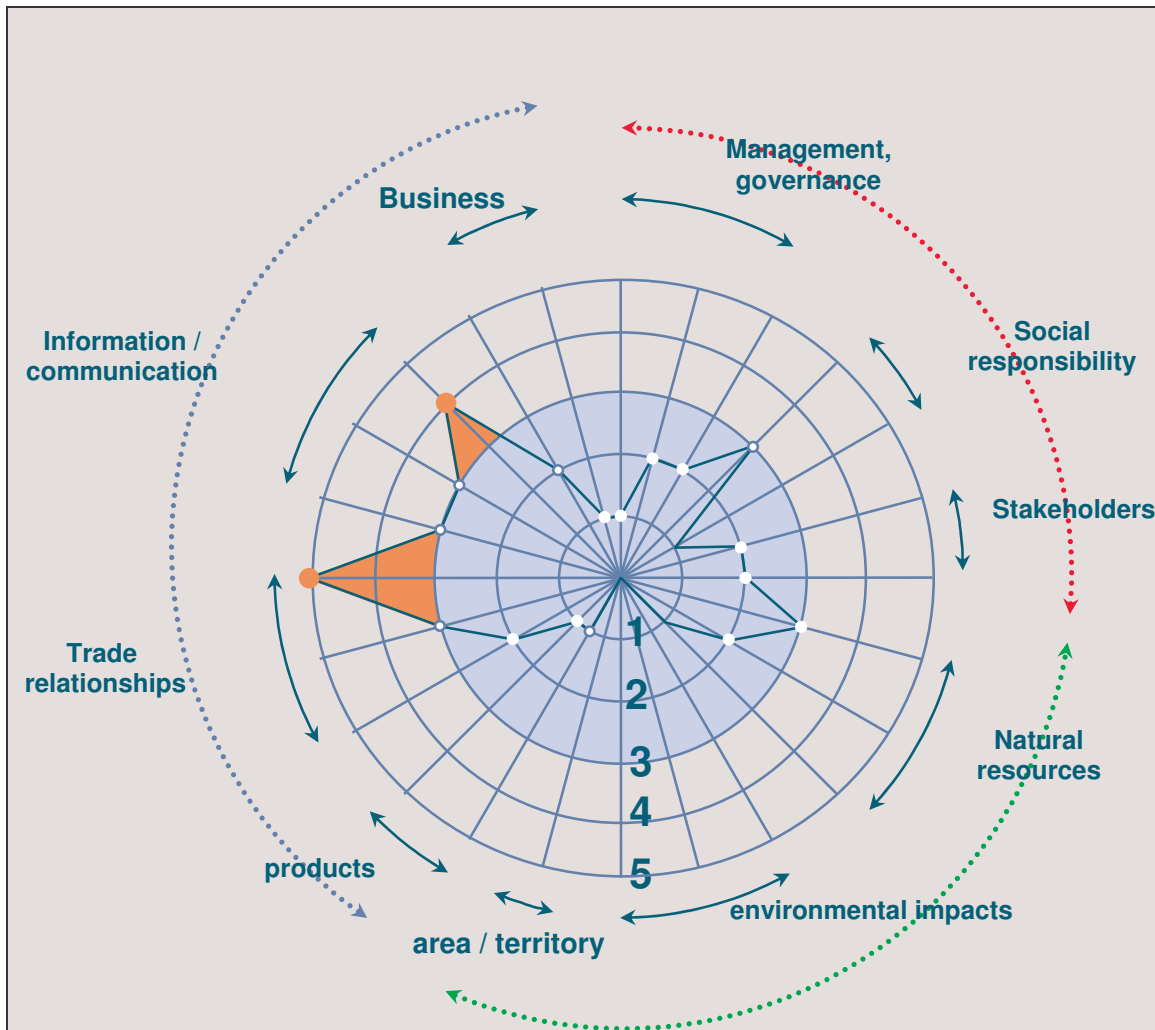 Management,
governance
Business
Social
responsibility
Information /
communication
Stakeholders
1
2
Trade
relationships
3
Natural
resources
4
5
products
environmental impacts
area / territory